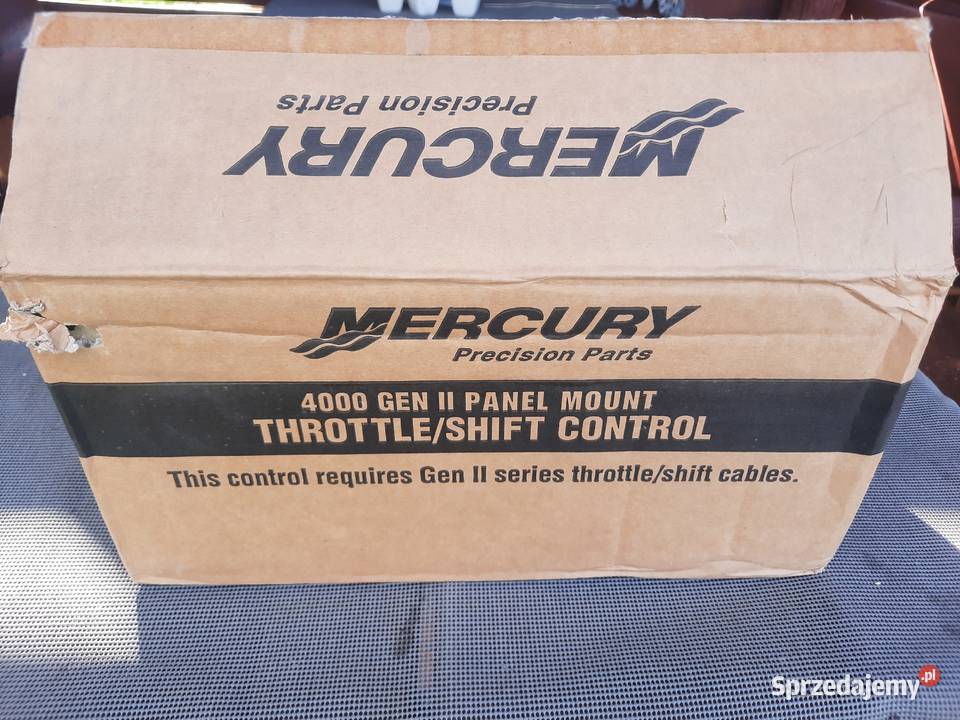 MERCURY
Precision Parts
MERCURY
Precision Parts
4000 GEN II PANEL MOUNT
THROTTLE/SHIFT CONTROL
This control requires Gen II series throttle/shift cables.
Sprzedajemy.pl